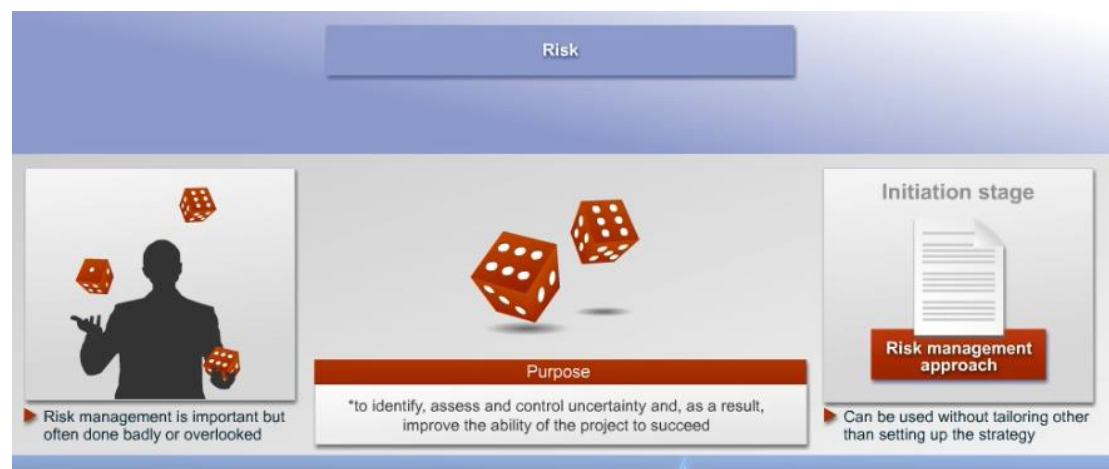 Risk
Risk management is important but
often done badly or overlooked
Purpose
*to identify, assess and control uncertainty and, as a result,
improve the ability of the project to succeed
Initiation stage
Risk management
approach
Can be used without tailoring other
than setting up the strategy